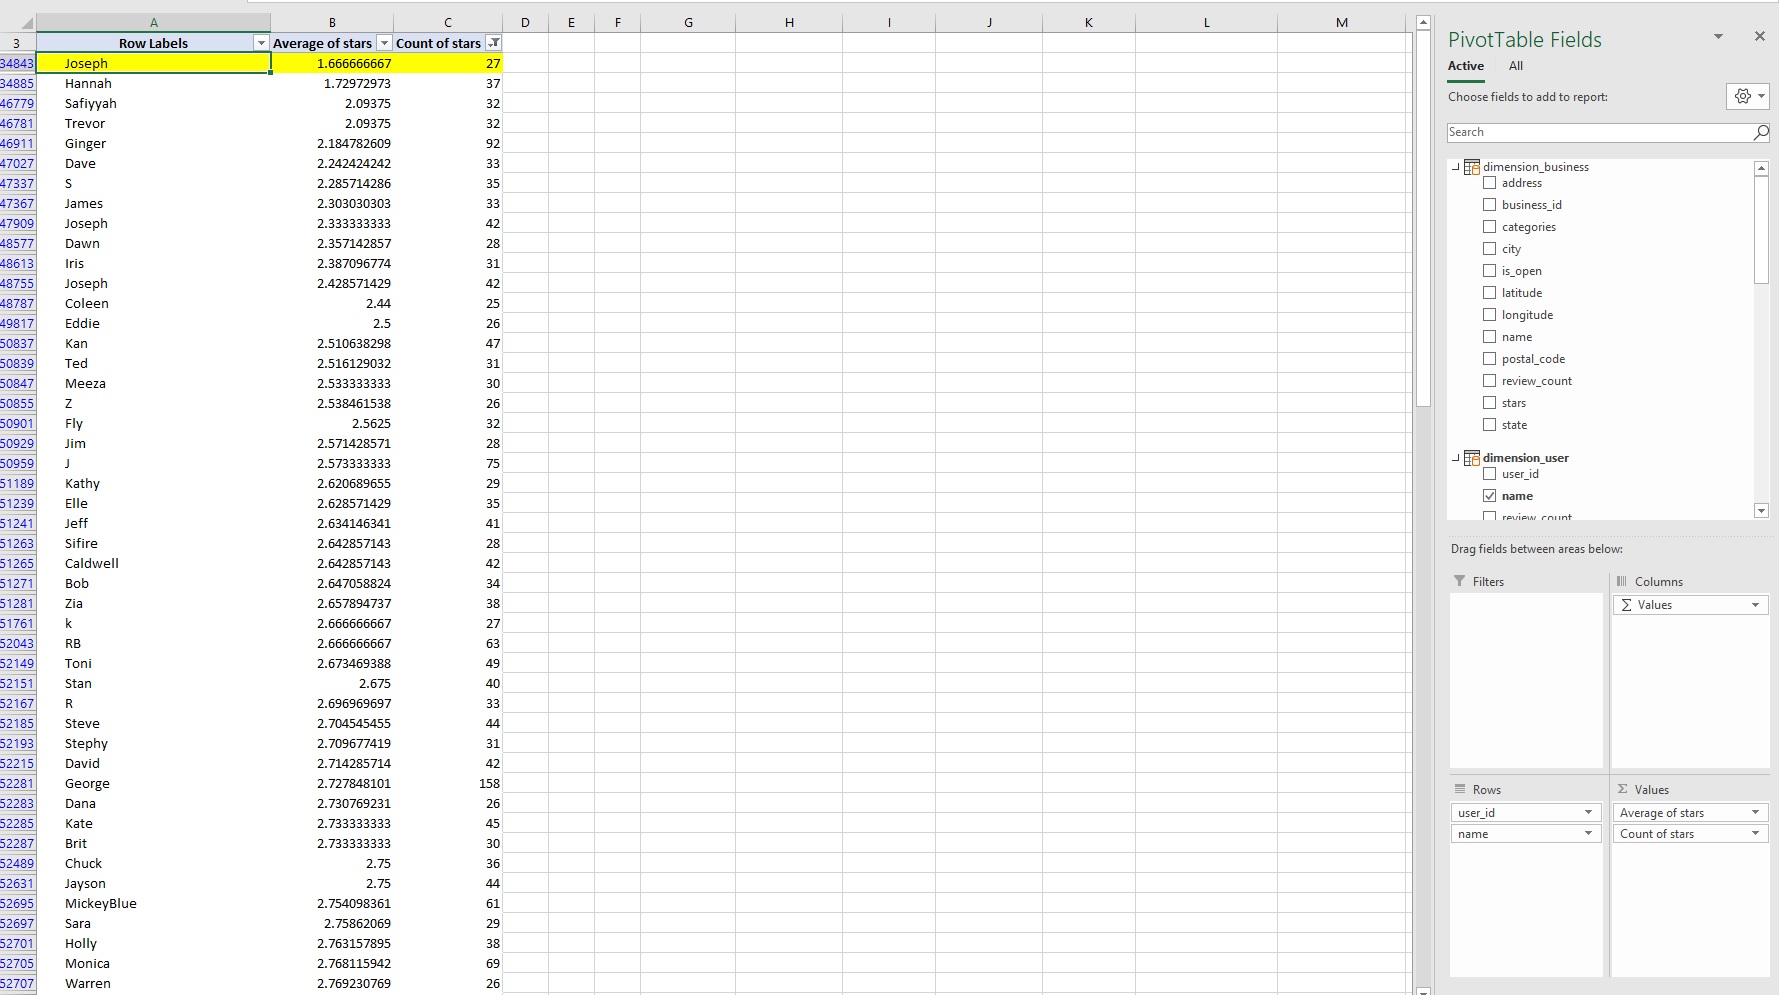 A B C D E F G H I J K L M
3 Row Labels Average of stars Count of stars
34843 Joseph 1.666666667 27
34885 Hannah 1.72972973 37
46779 Safiyyah 2.09375 32
46781 Trevor 2.09375 32
46911 Ginger 2.184782609 92
47027 Dave 2.242424242 33
47337 S 2.285714286 35
47367 James 2.303030303 33
47909 Joseph 2.333333333 42
48577 Dawn 2.357142857 28
48613 Iris 2.387096774 31
48755 Joseph 2.428571429 42
48787 Coleen 2.44 25
49817 Eddie 2.5 26
50837 Kan 2.510638298 47
50839 Ted 2.516129032 31
50847 Meeza 2.533333333 30
50855 Z 2.538461538 26
50901 Fly 2.5625 32
50929 Jim 2.571428571 28
50959 J 2.573333333 75
51189 Kathy 2.620689655 29
51239 Elle 2.628571429 35
51241 Jeff 2.634146341 41
51263 Sifire 2.642857143 28
51265 Caldwell 2.642857143 42
51271 Bob 2.647058824 34
51281 Zia 2.657894737 38
51761 k 2.666666667 27
52043 RB 2.666666667 63
52149 Toni 2.673469388 49
52151 Stan 2.675 40
52167 R 2.696969697 33
52185 Steve 2.704545455 44
52193 Stephy 2.709677419 31
52215 David 2.714285714 42
52281 George 2.727848101 158
52283 Dana 2.730769231 26
52285 Kate 2.733333333 45
52287 Brit 2.733333333 30
52489 Chuck 2.75 36
52631 Jayson 2.75 44
52695 MickeyBlue 2.754098361 61
52697 Sara 2.75862069 29
52701 Holly 2.763157895 38
52705 Monica 2.768115942 69
52707 Warren 2.769230769 26
PivotTable Fields
Active All
Choose fields to add to report:
Search
dimension_business
address
business_id
categories
city
is_open
latitude
longitude
name
postal_code
review_count
stars
state
dimension_user
user_id
name
review_count
Drag fields between areas below:
Filters
Columns
Σ Values
Rows
user_id
name
Σ Values
Average of stars
Count of stars